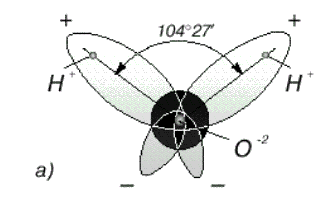 + +
104°27'
H⁺ H⁺
O⁻²
a)
− −